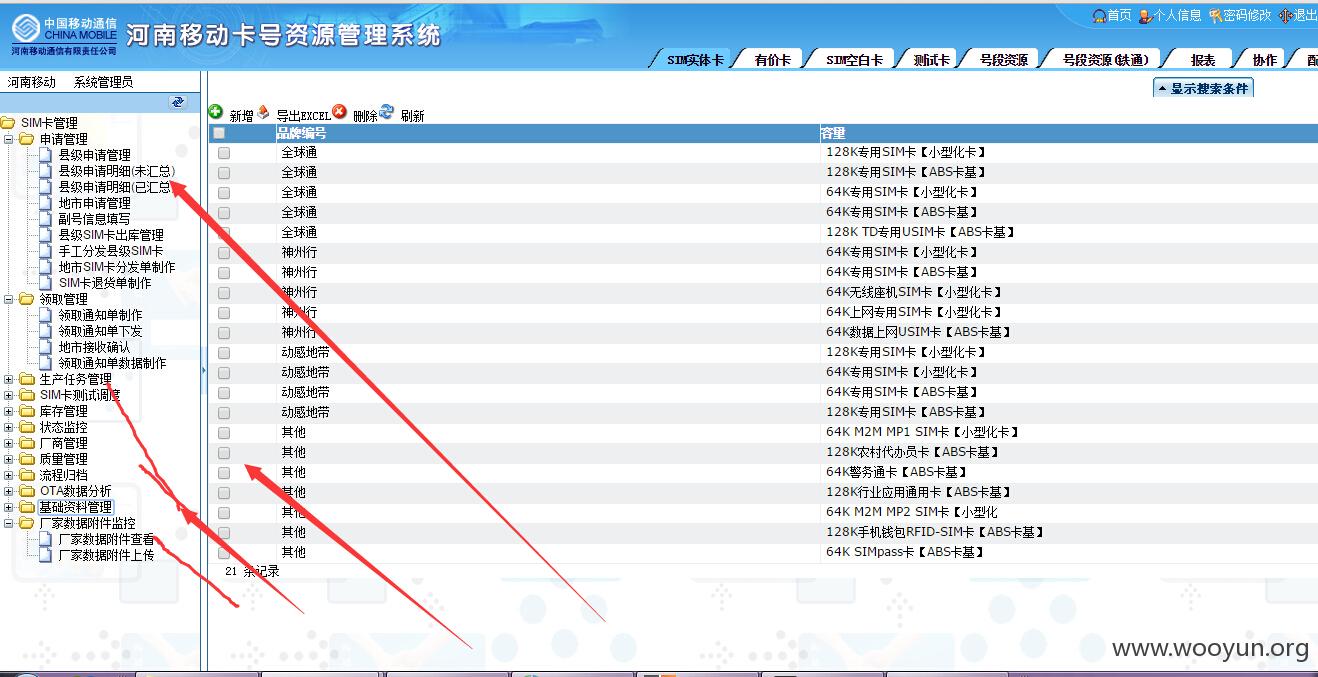 中国移动通信
CHINA MOBILE
河南移动通信有限责任公司
河南移动卡号资源管理系统
首页 个人信息 密码修改 退出
SIM实体卡 有价卡 SIM空白卡 测试卡 号段资源 号段资源(铁通) 报表 协作
河南移动 系统管理员
显示搜索条件
新增 导出EXCEL 删除 刷新
SIM卡管理
申请管理
县级申请管理
县级申请明细(未汇总)
县级申请明细(已汇总
地市申请管理
副号信息填写
县级SIM卡出库管理
手工分发县级SIM卡
地市SIM卡分发单制作
SIM卡退货单制作
领取管理
领取通知单制作
领取通知单下发
地市接收确认
领取通知单数据制作
生产任务管理
SIM卡测试调度
库存管理
状态监控
厂商管理
质量管理
流程归档
OTA数据分析
基础资料管理
厂家数据附件监控
厂家数据附件查看
厂家数据附件上传
品牌编号 容量
全球通 128K专用SIM卡【小型化卡】
全球通 128K专用SIM卡【ABS卡基】
全球通 64K专用SIM卡【小型化卡】
全球通 64K专用SIM卡【ABS卡基】
全球通 128K TD专用USIM卡【ABS卡基】
神州行 64K专用SIM卡【小型化卡】
神州行 64K专用SIM卡【ABS卡基】
神州行 64K无线座机SIM卡【小型化卡】
神州行 64K上网专用SIM卡【小型化卡】
神州行 64K数据上网USIM卡【ABS卡基】
动感地带 128K专用SIM卡【小型化卡】
动感地带 64K专用SIM卡【小型化卡】
动感地带 64K专用SIM卡【ABS卡基】
动感地带 128K专用SIM卡【ABS卡基】
其他 64K M2M MP1 SIM卡【小型化卡】
其他 128K农村代办员卡【ABS卡基】
其他 64K警务通卡【ABS卡基】
其他 128K行业应用通用卡【ABS卡基】
其他 64K M2M MP2 SIM卡【小型化
其他 128K手机钱包RFID-SIM卡【ABS卡基】
其他 64K SIMpass卡【ABS卡基】
21 条记录
www.wooyun.org